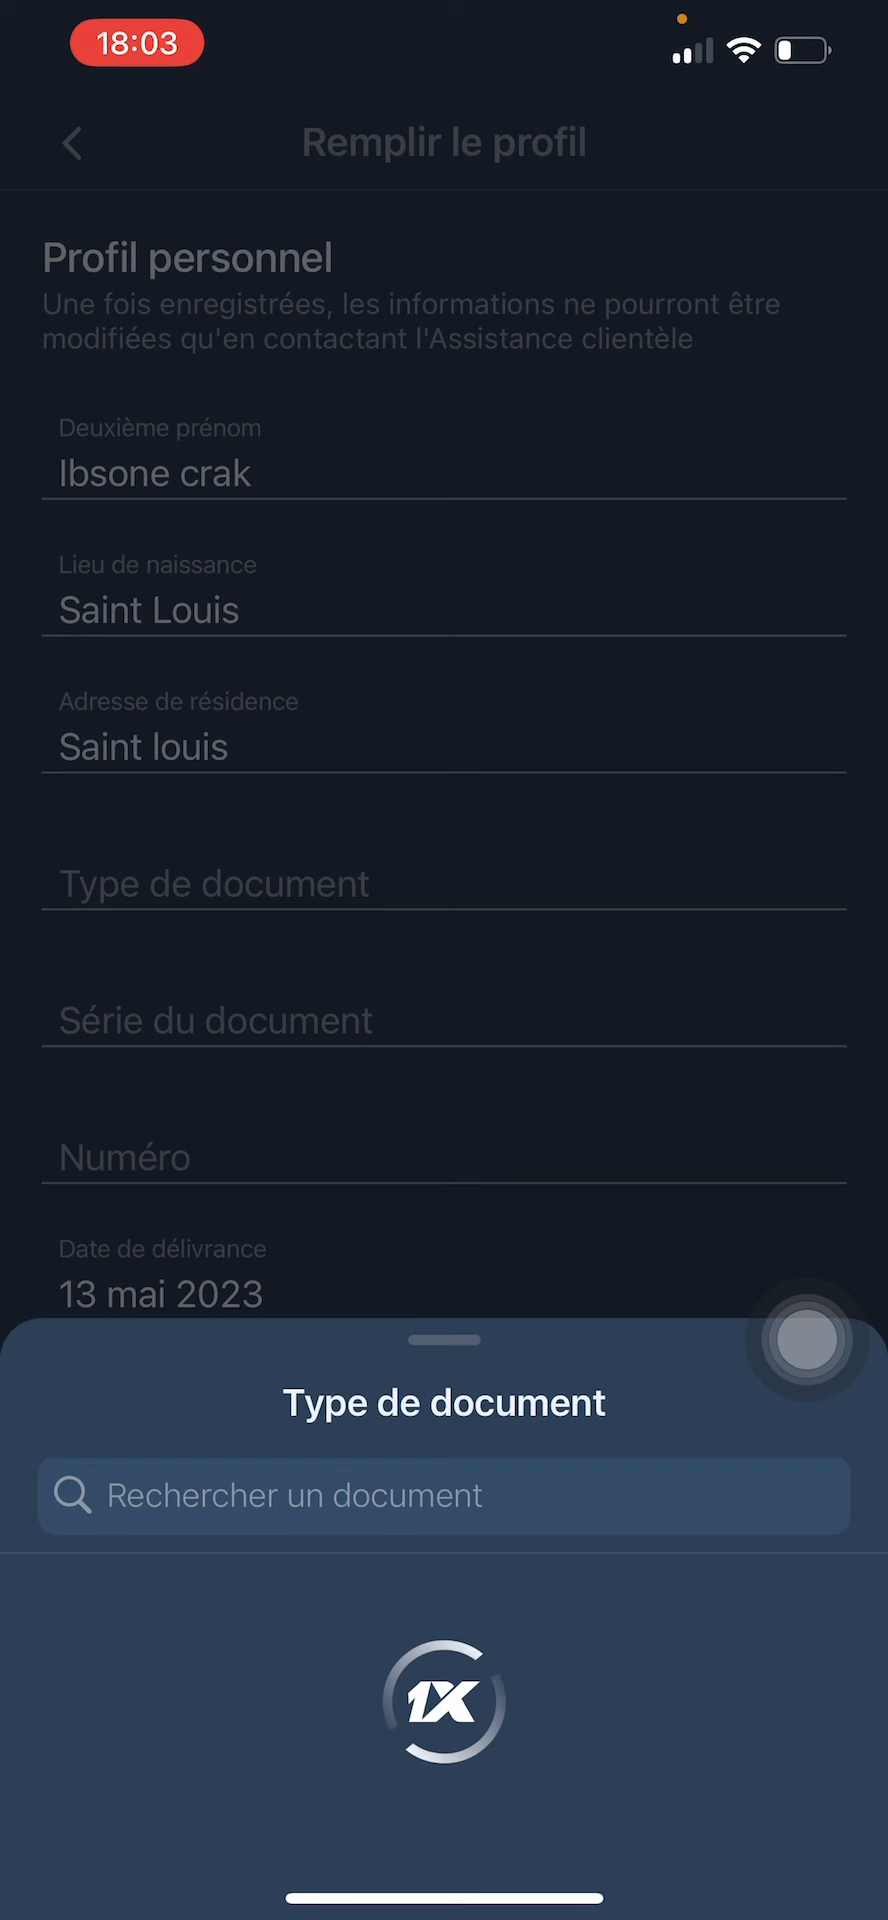 18:03
Remplir le profil
Profil personnel
Une fois enregistrées, les informations ne pourront être
modifiées qu'en contactant l'Assistance clientèle
Deuxième prénom
Ibsone crak
Lieu de naissance
Saint Louis
Adresse de résidence
Saint louis
Type de document
Série du document
Numéro
Date de délivrance
13 mai 2023
Type de document
Rechercher un document
1X